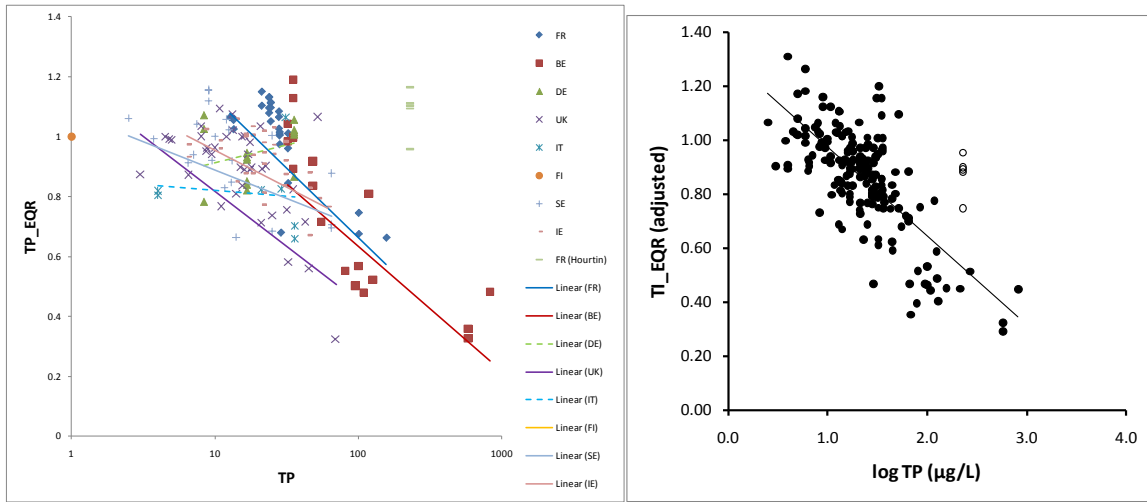 1.4
1.2
1
0.8
0.6
0.4
0.2
0
TP_EQR
1
10
100
1000
TP
FR
BE
DE
UK
IT
FI
SE
IE
FR (Hourtin)
Linear (FR)
Linear (BE)
Linear (DE)
Linear (UK)
Linear (IT)
Linear (FI)
Linear (SE)
Linear (IE)
1.40
1.20
1.00
0.80
0.60
0.40
0.20
0.00
TI_EQR (adjusted)
0.0
1.0
2.0
3.0
4.0
log TP (µg/L)